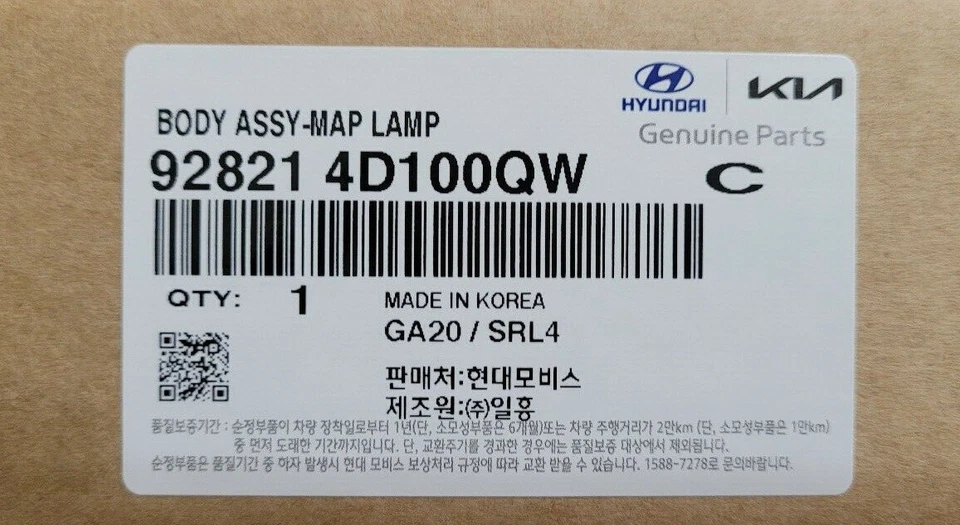 HYUNDAI KIA
Genuine Parts
BODY ASSY-MAP LAMP
92821 4D100QW C
QTY: 1 MADE IN KOREA
GA20 / SRL4
판매처:현대모비스
제조원:㈜일흥
품질보증기간 : 순정부품이 차량 장착일로부터 1년(단, 소모성부품은 6개월)또는 차량 주행거리가 2만km (단, 소모성부품은 1만km)
중 먼저 도래한 기간까지입니다. 단, 교환주기를 경과한 경우에는 품질보증 대상에서 제외됩니다.
순정부품은 품질기간 중 하자 발생시 현대 모비스 보상처리 규정에 따라 교환 받을 수 있습니다. 1588-7278로 문의바랍니다.